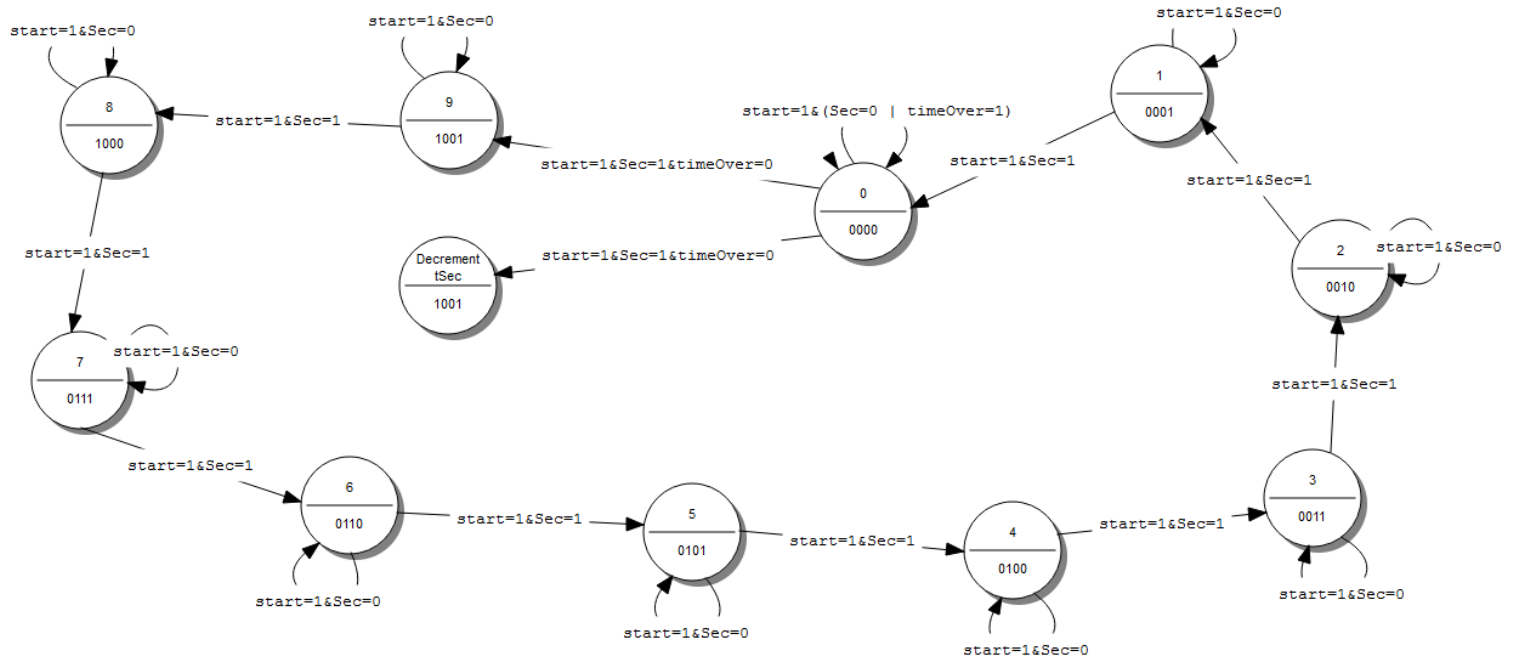 start=1&Sec=0
8
1000
start=1&Sec=1
start=1&Sec=0
9
1001
start=1&(Sec=0 | timeOver=1)
start=1&Sec=1&timeOver=0
0
0000
start=1&Sec=1&timeOver=0
Decrement
tSec
1001
start=1&Sec=0
1
0001
start=1&Sec=1
start=1&Sec=1
2
0010
start=1&Sec=0
start=1&Sec=1
start=1&Sec=1
7
0111
start=1&Sec=0
start=1&Sec=1
6
0110
start=1&Sec=0
start=1&Sec=1
5
0101
start=1&Sec=0
start=1&Sec=1
4
0100
start=1&Sec=0
start=1&Sec=1
3
0011
start=1&Sec=0